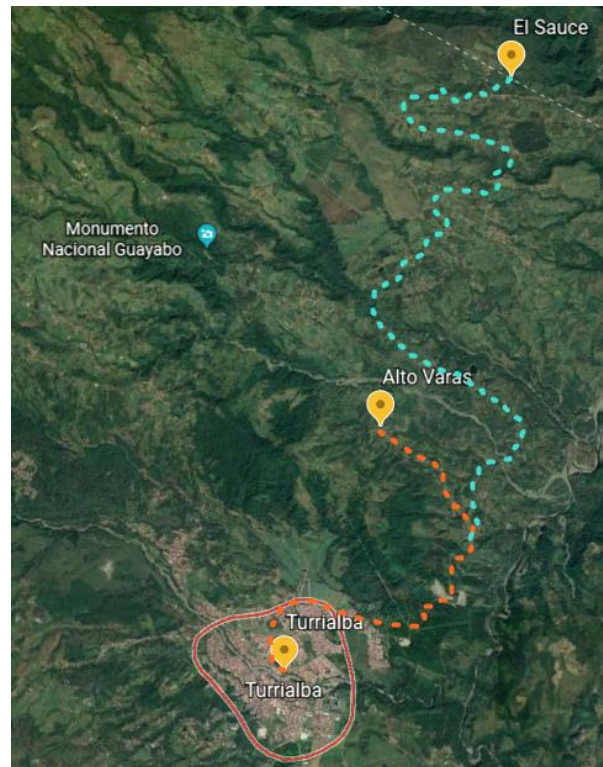 El Sauce
Monumento
Nacional Guayabo
Alto Varas
Turrialba
Turrialba